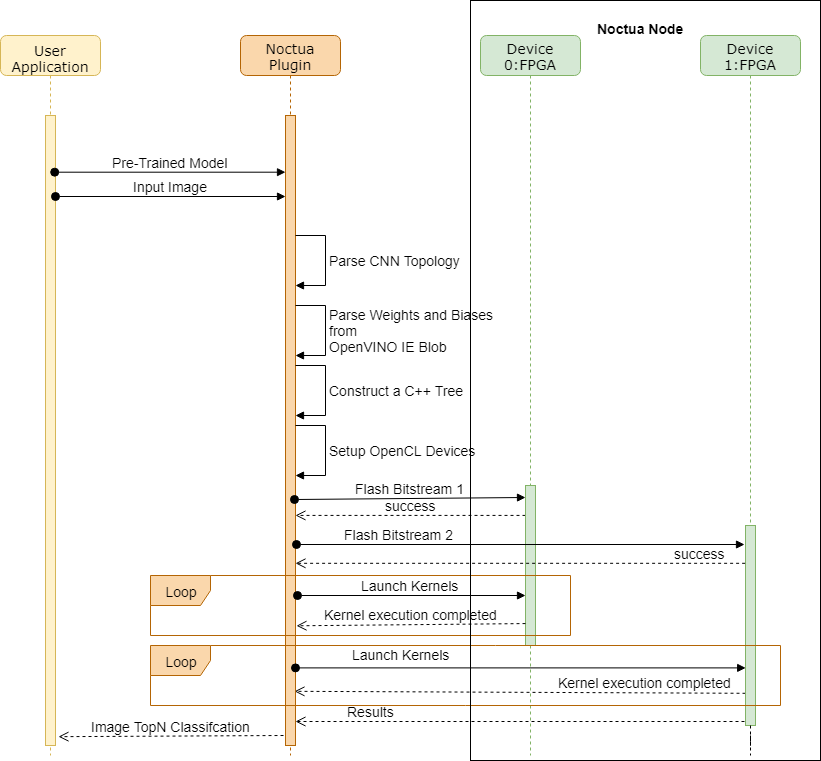 Noctua Node
User
Application
Noctua
Plugin
Device
0:FPGA
Device
1:FPGA
Pre-Trained Model
Input Image
Parse CNN Topology
Parse Weights and Biases
from
OpenVINO IE Blob
Construct a C++ Tree
Setup OpenCL Devices
Flash Bitstream 1
success
Flash Bitstream 2
success
Loop
Launch Kernels
Kernel execution completed
Loop
Launch Kernels
Kernel execution completed
Results
Image TopN Classifcation